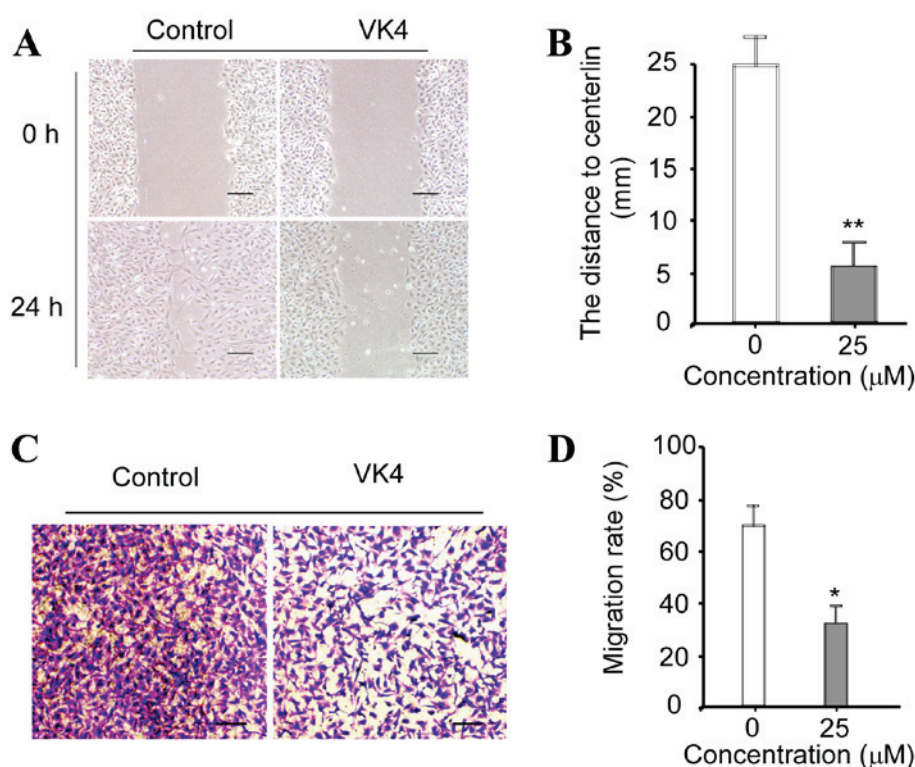 A
Control VK4
0 h
24 h
B
The distance to centerlin
(mm)
25
20
15
10
5
0
**
0 25
Concentration (μM)
C
Control VK4
D
Migration rate (%)
100
80
60
40
20
0
*
0 25
Concentration (μM)